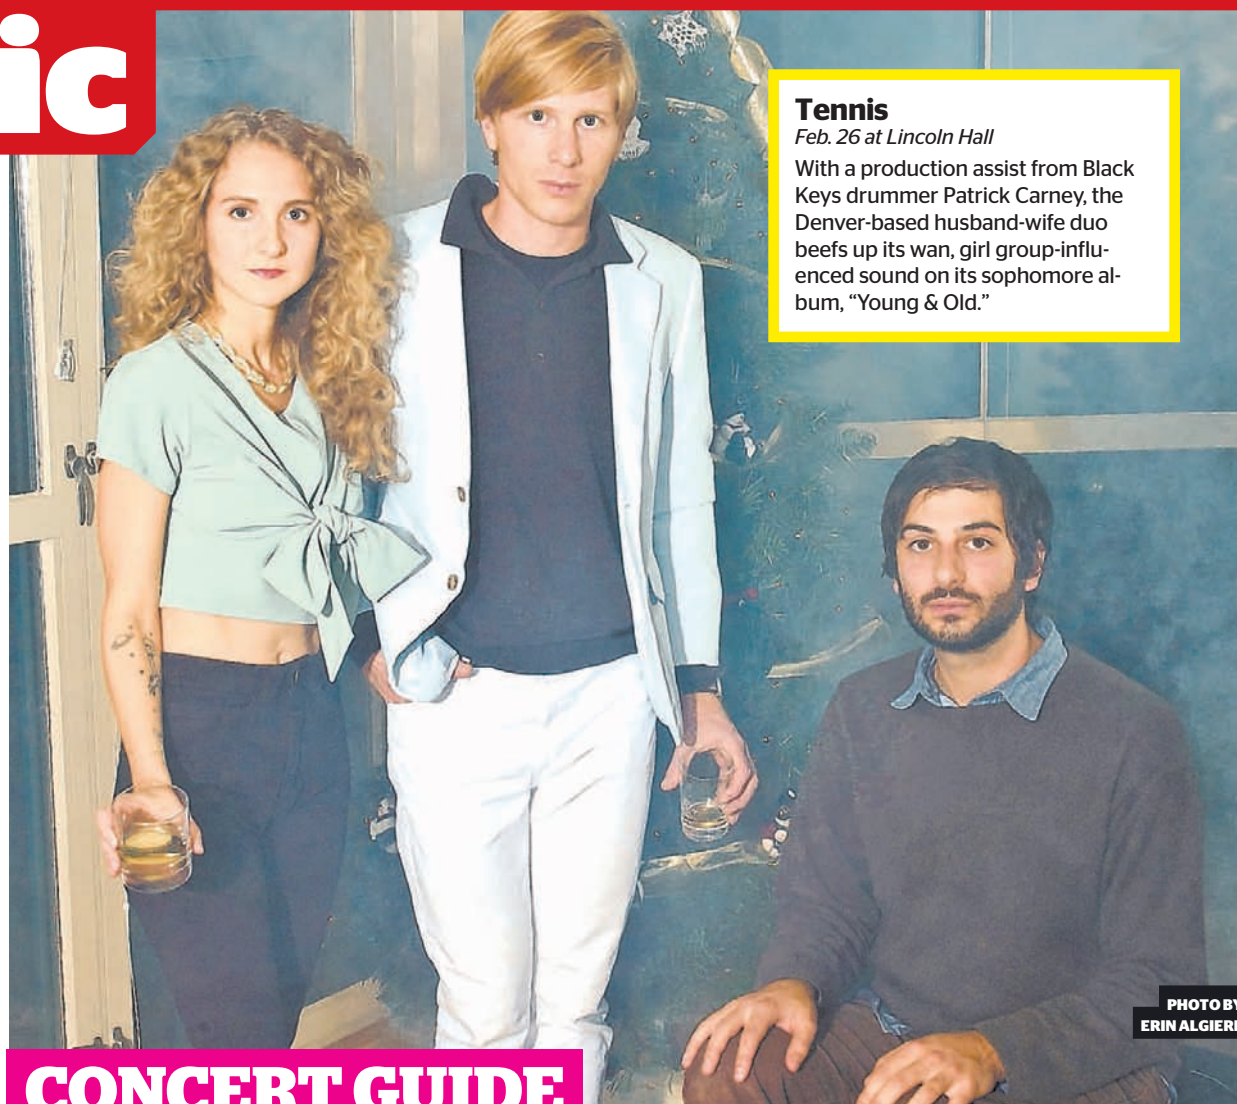 ic
Tennis
Feb. 26 at Lincoln Hall
With a production assist from Black
Keys drummer Patrick Carney, the
Denver-based husband-wife duo
beefs up its wan, girl group-influ-
enced sound on its sophomore al-
bum, “Young & Old.”
PHOTO BY
ERIN ALGIERI
CONCERT GUIDE